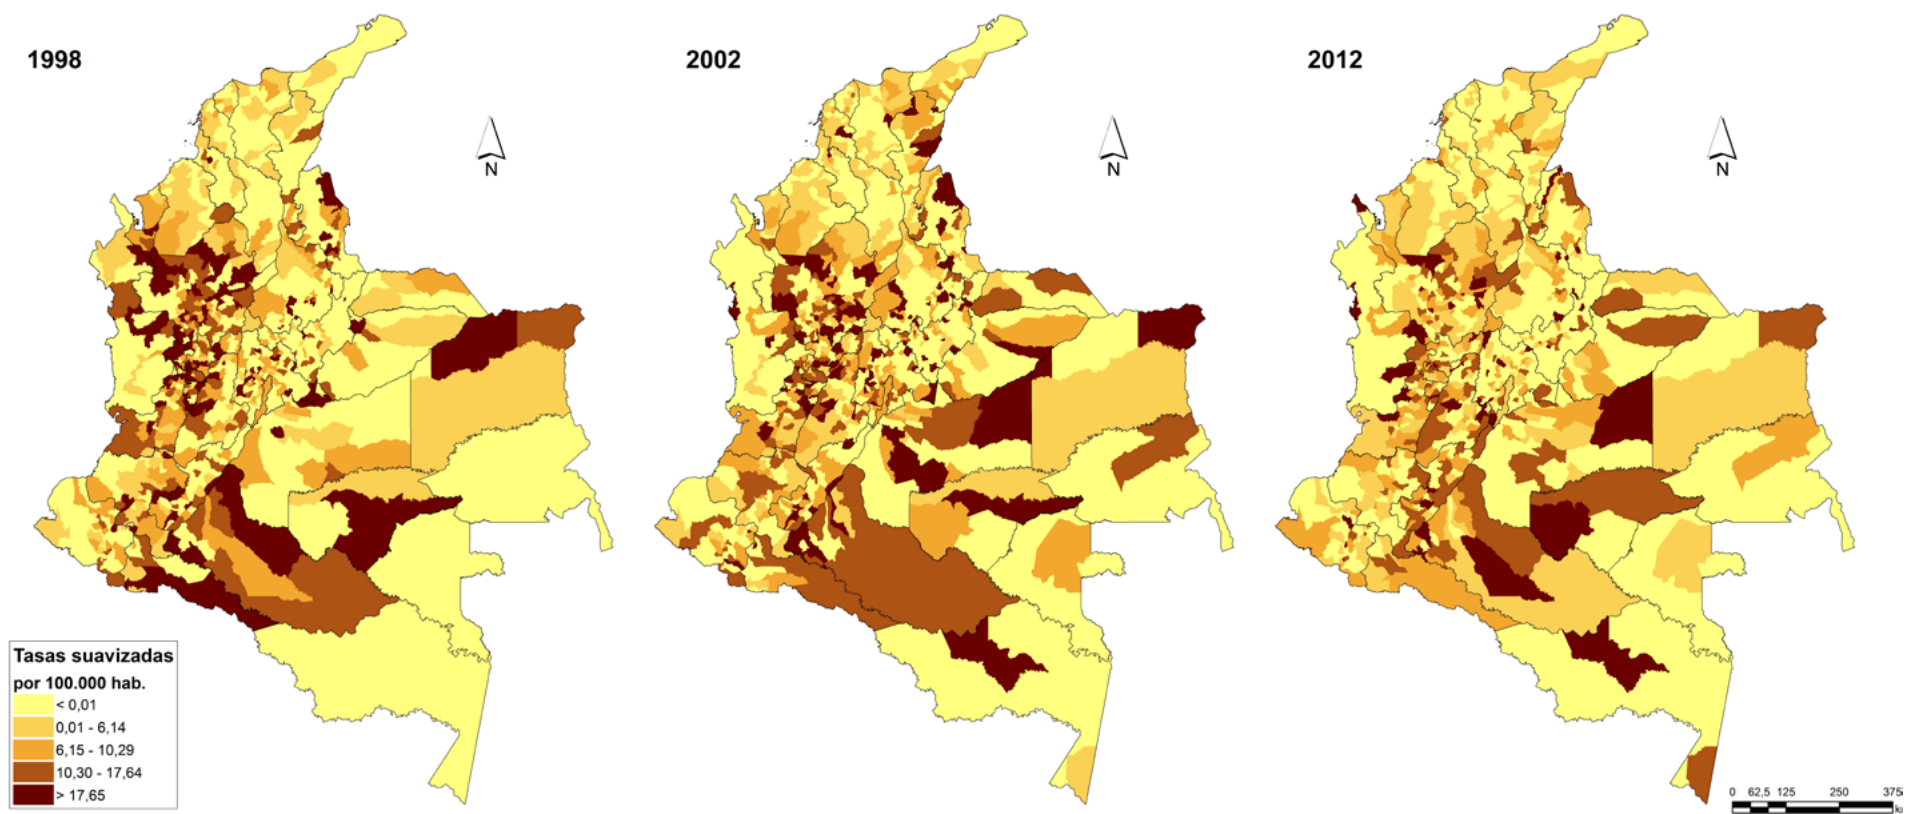 1998
2002
2012
N
N
N
Tasas suavizadas
por 100.000 hab.
< 0,01
0,01 - 6,14
6,15 - 10,29
10,30 - 17,64
> 17,65
0 62,5 125 250 375